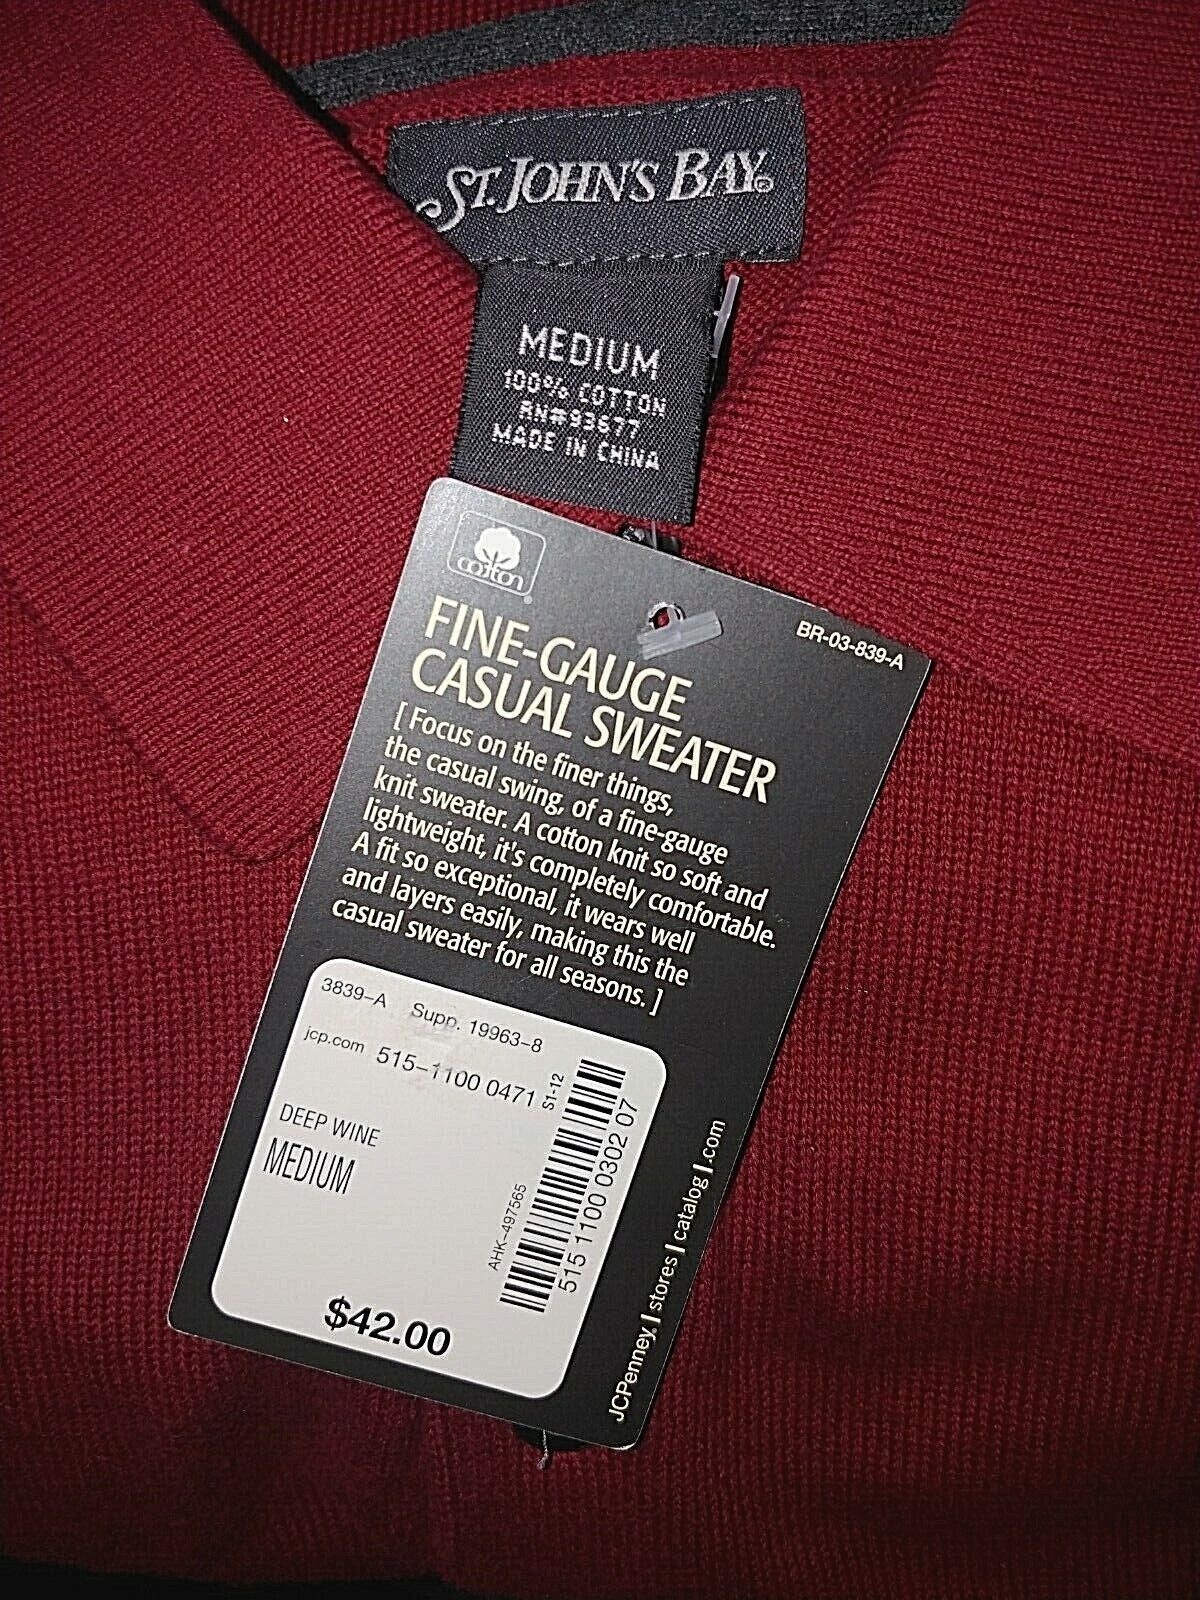 ST. JOHN'S BAY®
MEDIUM
100% COTTON
RN#93677
MADE IN CHINA
cotton®
BR-03-839-A
FINE-GAUGE
CASUAL SWEATER
[ Focus on the finer things,
the casual swing, of a fine-gauge
knit sweater. A cotton knit so soft and
lightweight, it's completely comfortable.
A fit so exceptional, it wears well
and layers easily, making this the
casual sweater for all seasons. ]
3839-A Supp. 19963-8
jcp.com 515-1100 0471
S1-12
DEEP WINE
MEDIUM
AHK-497565
515 1100 0302 07
$42.00
JCPenney® | stores | catalog | .com